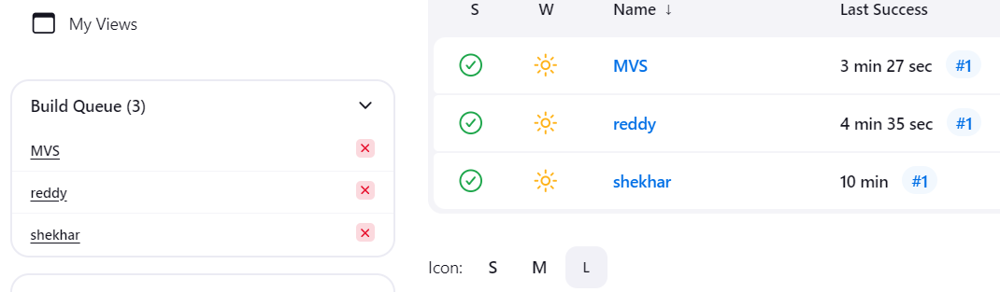 My Views
Build Queue (3)
MVS
reddy
shekhar
S W Name ↓ Last Success
MVS 3 min 27 sec #1
reddy 4 min 35 sec #1
shekhar 10 min #1
Icon: S M L